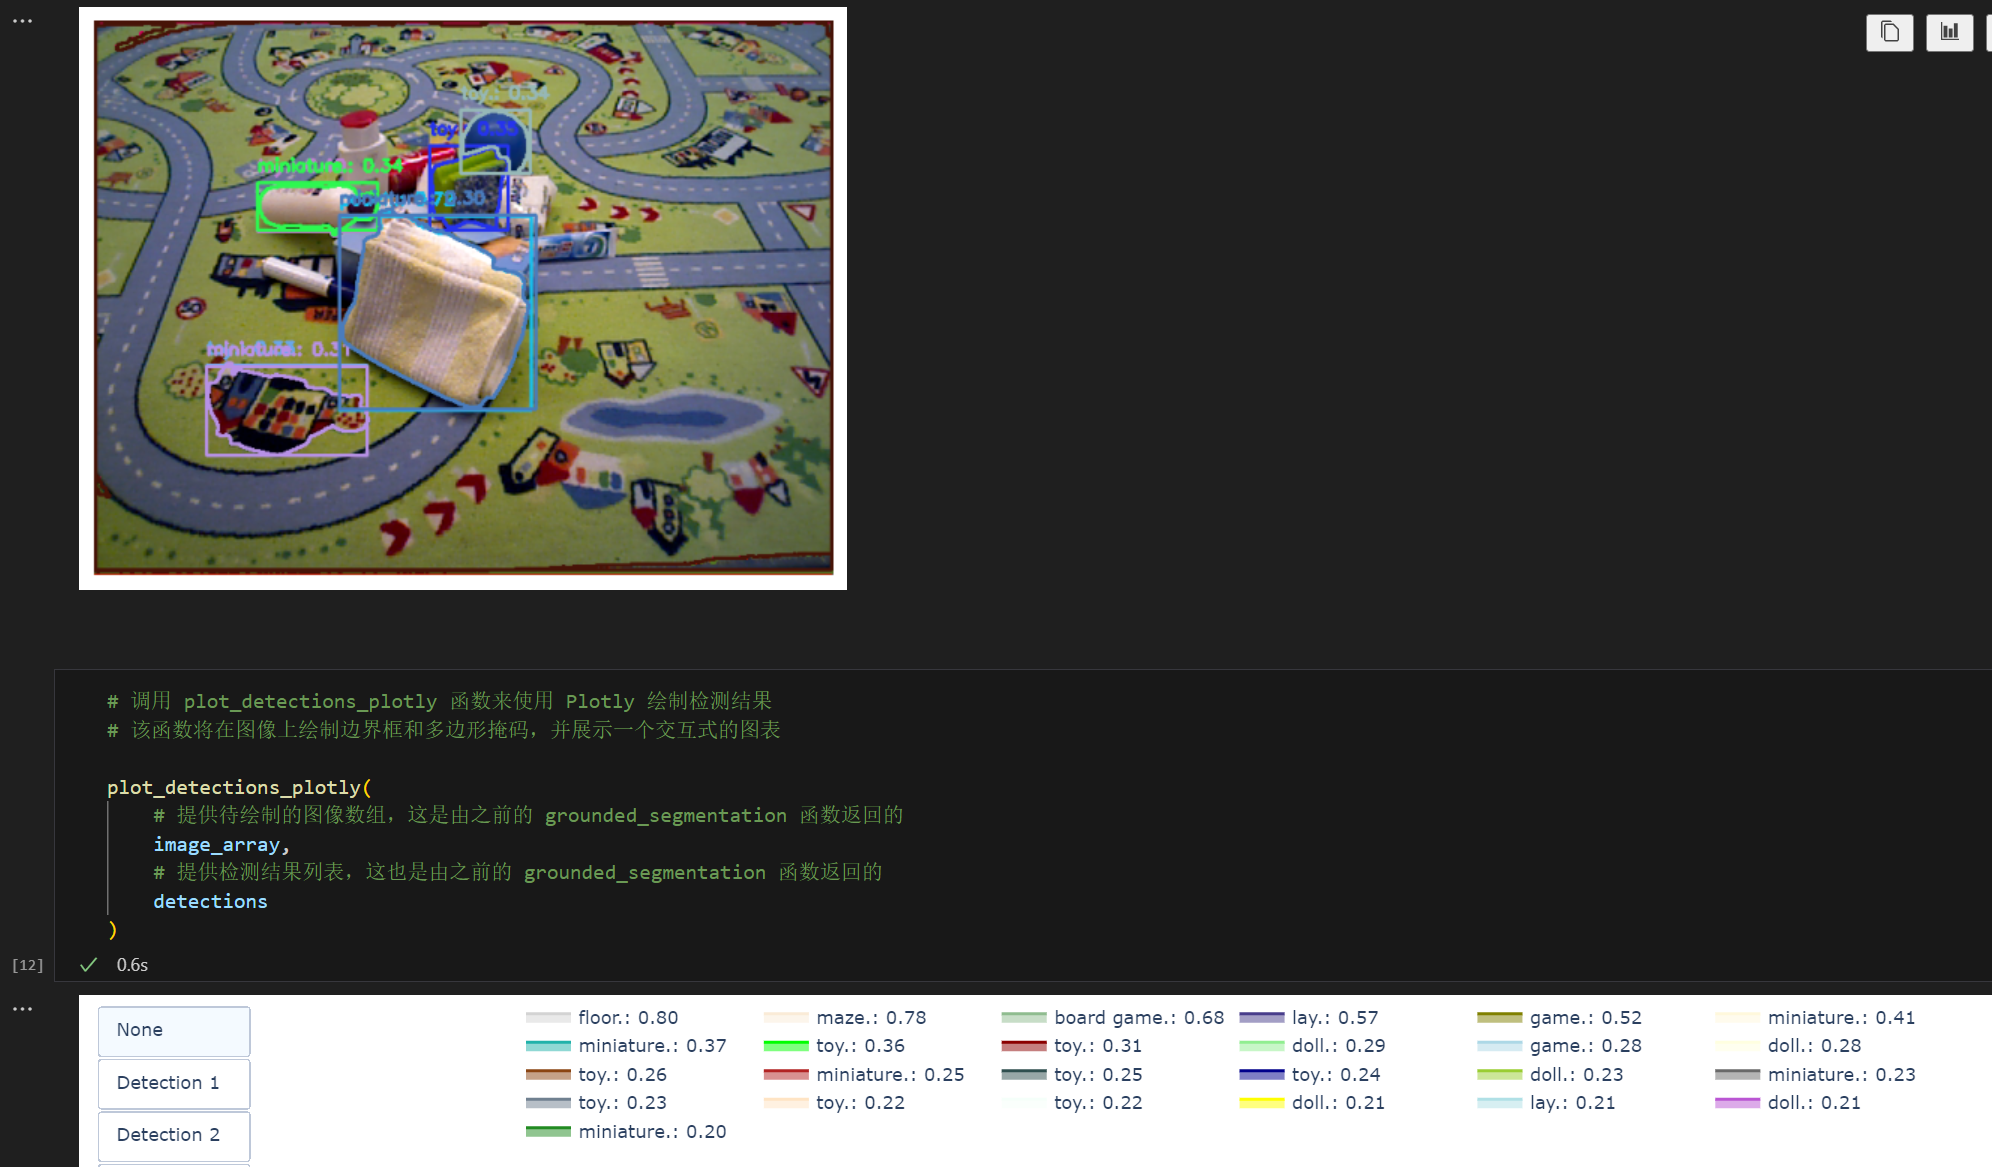 toy.: 0.34
toy
miniature.: 0.34
miniature.: 0.31
# 调用 plot_detections_plotly 函数来使用 Plotly 绘制检测结果
# 该函数将在图像上绘制边界框和多边形掩码，并展示一个交互式的图表
plot_detections_plotly(
# 提供待绘制的图像数组，这是由之前的 grounded_segmentation 函数返回的
image_array,
# 提供检测结果列表，这也是由之前的 grounded_segmentation 函数返回的
detections
)
[12] 0.6s
None
Detection 1
Detection 2
floor.: 0.80 maze.: 0.78 board game.: 0.68 lay.: 0.57 game.: 0.52 miniature.: 0.41
miniature.: 0.37 toy.: 0.36 toy.: 0.31 doll.: 0.29 game.: 0.28 doll.: 0.28
toy.: 0.26 miniature.: 0.25 toy.: 0.25 toy.: 0.24 doll.: 0.23 miniature.: 0.23
toy.: 0.23 toy.: 0.22 toy.: 0.22 doll.: 0.21 lay.: 0.21 doll.: 0.21
miniature.: 0.20